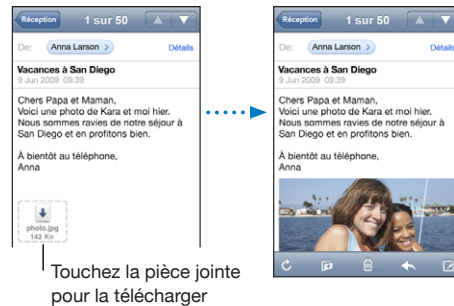 Réception
1 sur 50
De:
Anna Larson
Détails
Vacances à San Diego
9 Jun 2009 09:39
Chers Papa et Maman,
Voici une photo de Kara et moi hier.
Nous sommes ravies de notre séjour à
San Diego et en profitons bien.
À bientôt au téléphone,
Anna
photo.jpg
142 Ko
Touchez la pièce jointe
pour la télécharger
Réception
1 sur 50
De:
Anna Larson
Détails
Vacances à San Diego
9 Jun 2009 09:39
Chers Papa et Maman,
Voici une photo de Kara et moi hier.
Nous sommes ravies de notre séjour à
San Diego et en profitons bien.
À bientôt au téléphone,
Anna